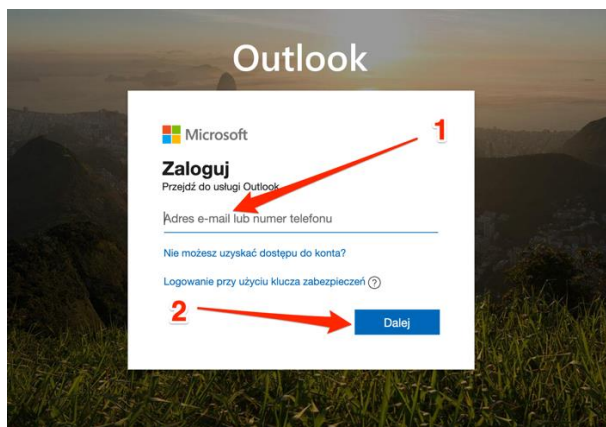 Outlook
Microsoft
1
Zaloguj
Przejdź do usługi Outlook
Adres e-mail lub numer telefonu
Nie możesz uzyskać dostępu do konta?
Logowanie przy użyciu klucza zabezpieczeń ?
2
Dalej